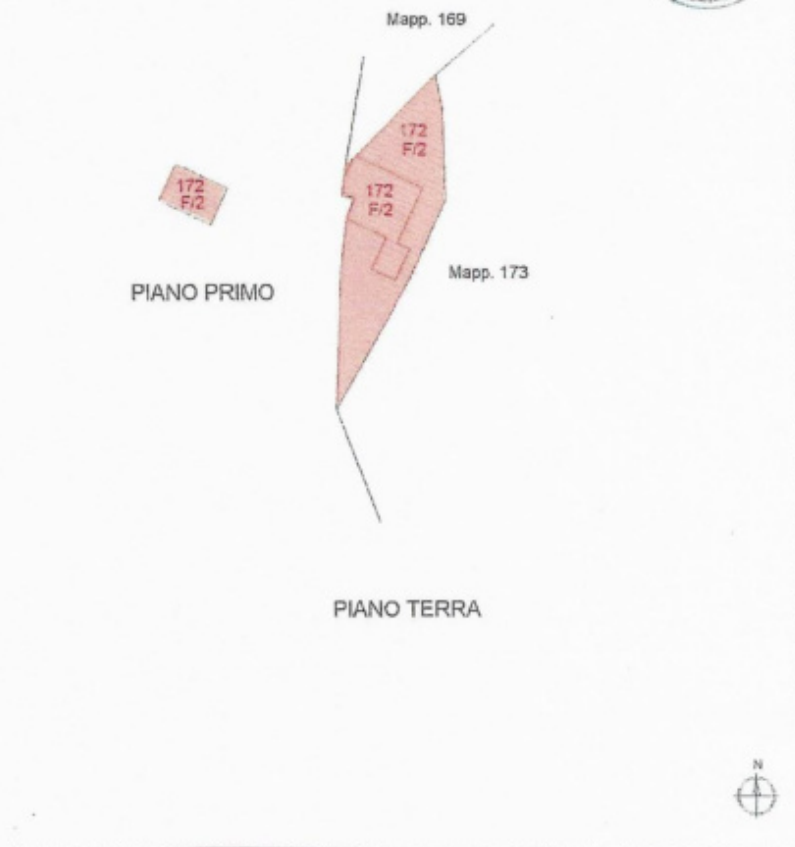 Mapp. 169
172
F/2
172
F/2
172
F/2
Mapp. 173
PIANO PRIMO
PIANO TERRA
N